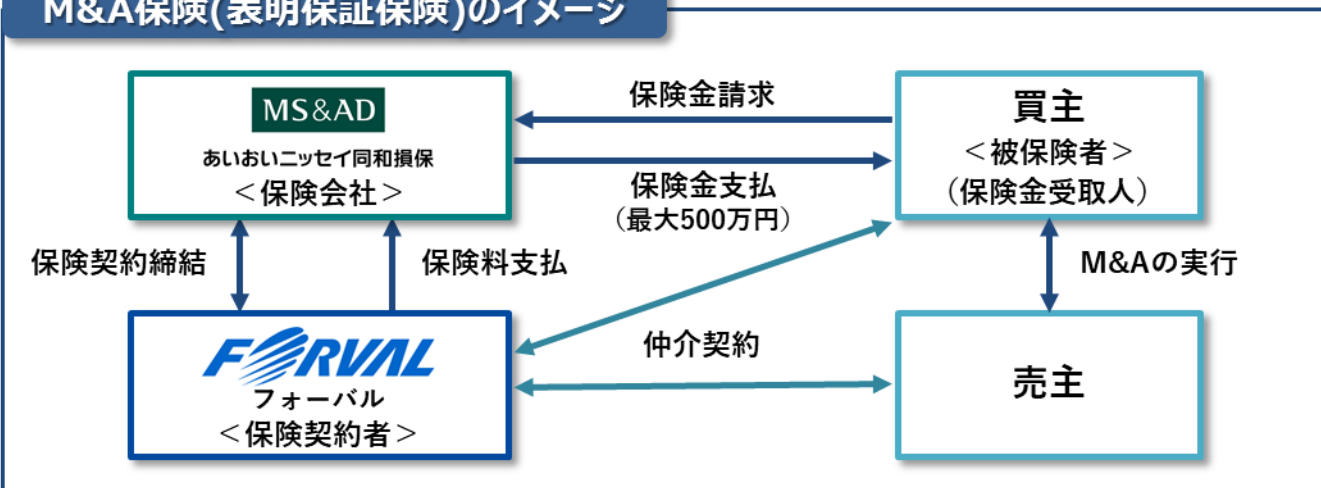 M&A保険(表明保証保険)のイメージ
MS&AD
あいおいニッセイ同和損保
＜保険会社＞
保険金請求
保険金支払
（最大500万円）
買主
＜被保険者＞
（保険金受取人）
保険契約締結
保険料支払
M&Aの実行
FORVAL
フォーバル
＜保険契約者＞
仲介契約
売主